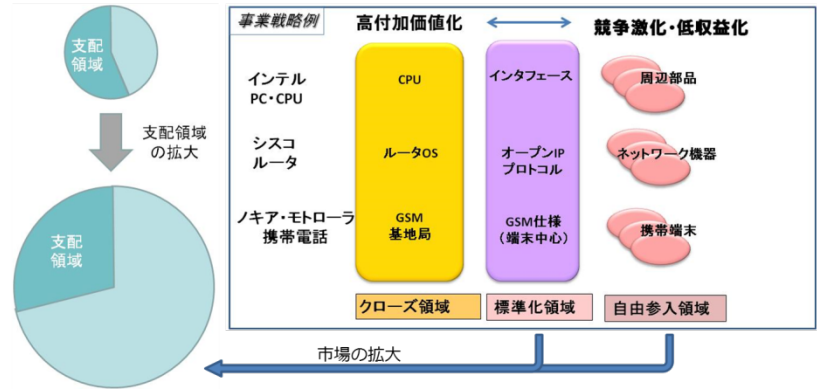 支配
領域
支配領域
の拡大
支配
領域
事業戦略例
高付加価値化
競争激化・低収益化
インテル
PC・CPU
CPU
インタフェース
周辺部品
シスコ
ルータ
ルータOS
オープンIP
プロトコル
ネットワーク機器
ノキア・モトローラ
携帯電話
GSM
基地局
GSM仕様
（端末中心）
携帯端末
クローズ領域
標準化領域
自由参入領域
市場の拡大